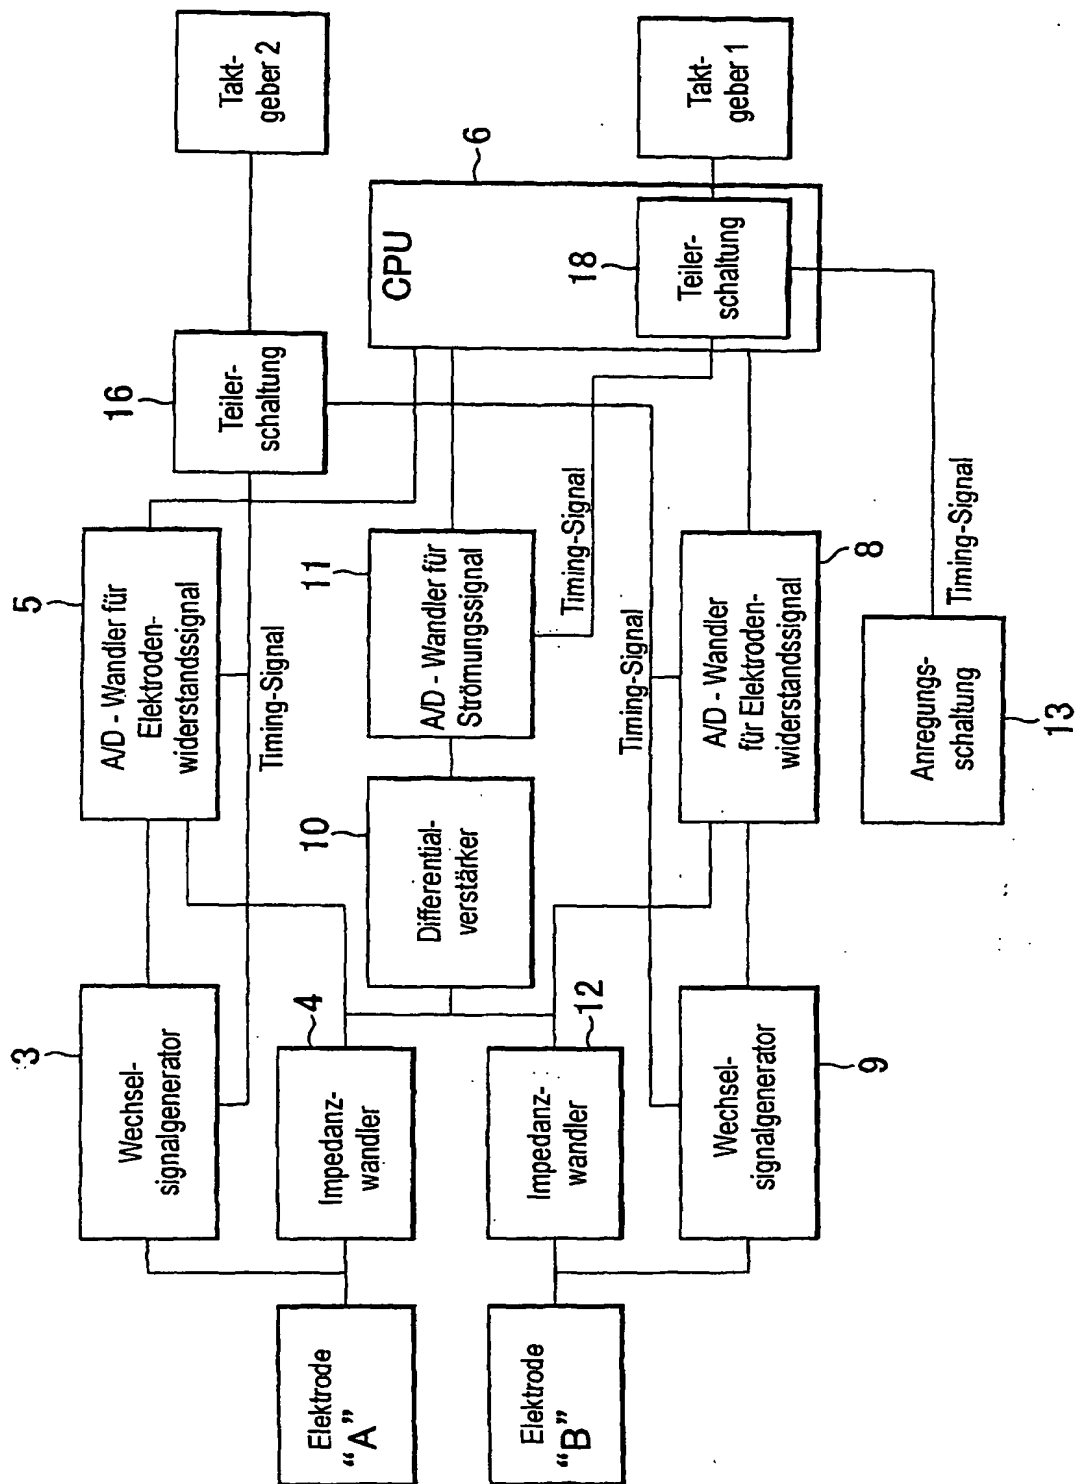 3
Wechsel-
signalgenerator
5
A/D - Wandler für
Elektroden-
widerstandssignal
Timing-Signal
16
Teiler-
schaltung
Takt-
geber 2
Elektrode
“A”
4
Impedanz-
wandler
10
Differential-
verstärker
11
A/D - Wandler für
Strömungssignal
Timing-Signal
CPU
6
18
Teiler-
schaltung
Takt-
geber 1
Elektrode
“B”
12
Impedanz-
wandler
Timing-Signal
Wechsel-
signalgenerator
9
A/D - Wandler
für Elektroden-
widerstandssignal
8
Anregungs-
schaltung
13
Timing-Signal